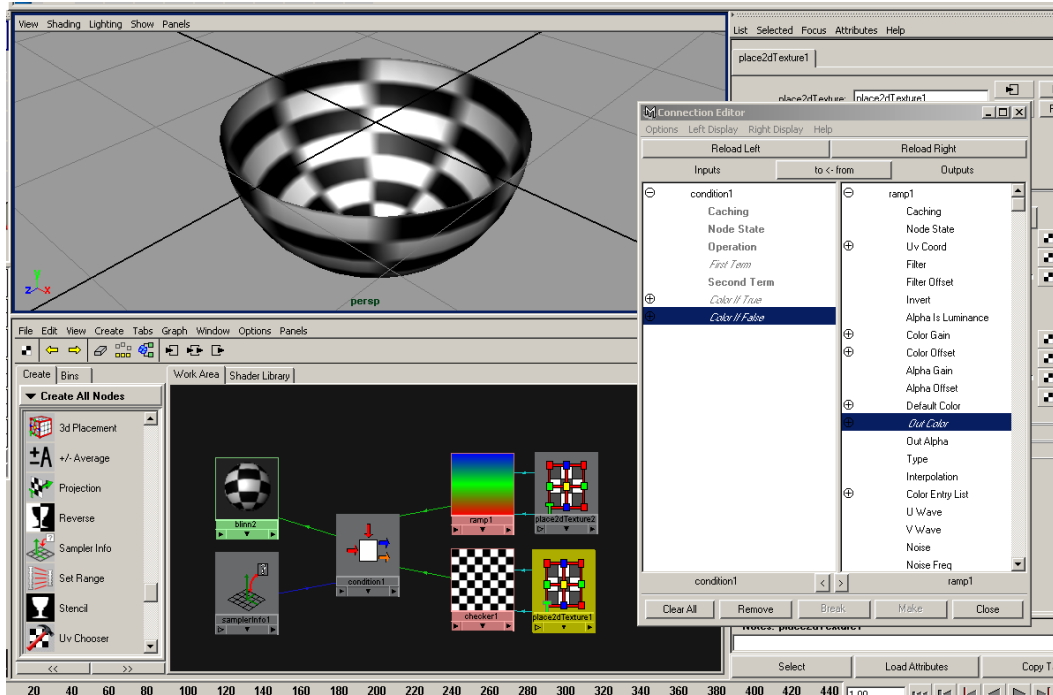 View Shading Lighting Show Panels
persp
List Selected Focus Attributes Help
place2dTexture1
place2dTexture: place2dTexture1
Connection Editor
Options Left Display Right Display Help
Reload Left Reload Right
Inputs to <- from Outputs
condition1
Caching
Node State
Operation
First Term
Second Term
Color If True
Color If False
ramp1
Caching
Node State
Uv Coord
Filter
Filter Offset
Invert
Alpha Is Luminance
Color Gain
Color Offset
Alpha Gain
Alpha Offset
Default Color
Out Color
Out Alpha
Type
Interpolation
Color Entry List
U Wave
V Wave
Noise
Noise Freq
condition1 < > ramp1
Clear All Remove Break Make Close
Notes: place2dTexture1
Select Load Attributes Copy T
File Edit View Create Tabs Graph Window Options Panels
Create Bins
Create All Nodes
3d Placement
+/- Average
Projection
Reverse
Sampler Info
Set Range
Stencil
Uv Chooser
<< >>
Work Area Shader Library
blinn2
samplerInfo1
condition1
ramp1
place2dTexture2
checker1
place2dTexture1
20 40 60 80 100 120 140 160 180 200 220 240 260 280 300 320 340 360 380 400 420 440 1.00